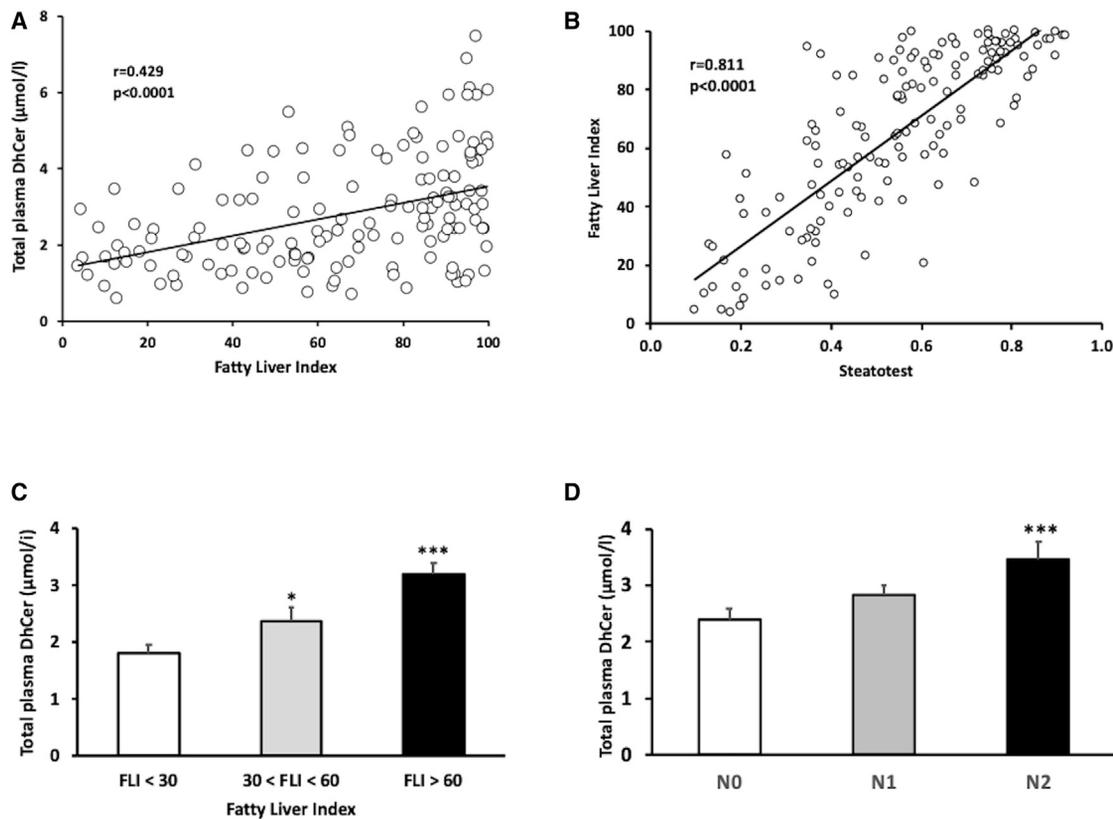 A
8
6
4
2
0
Total plasma DhCer (µmol/l)
r=0.429
p<0.0001
0 20 40 60 80 100
Fatty Liver Index
B
100
80
60
40
20
0
Fatty Liver Index
r=0.811
p<0.0001
0.0 0.2 0.4 0.6 0.8 1.0
Steatotest
C
4
3
2
1
0
Total plasma DhCer (µmol/i)
*
***
FLI < 30 30 < FLI < 60 FLI > 60
Fatty Liver Index
D
4
3
2
1
0
Total plasma DhCer (µmol/l)
***
N0 N1 N2